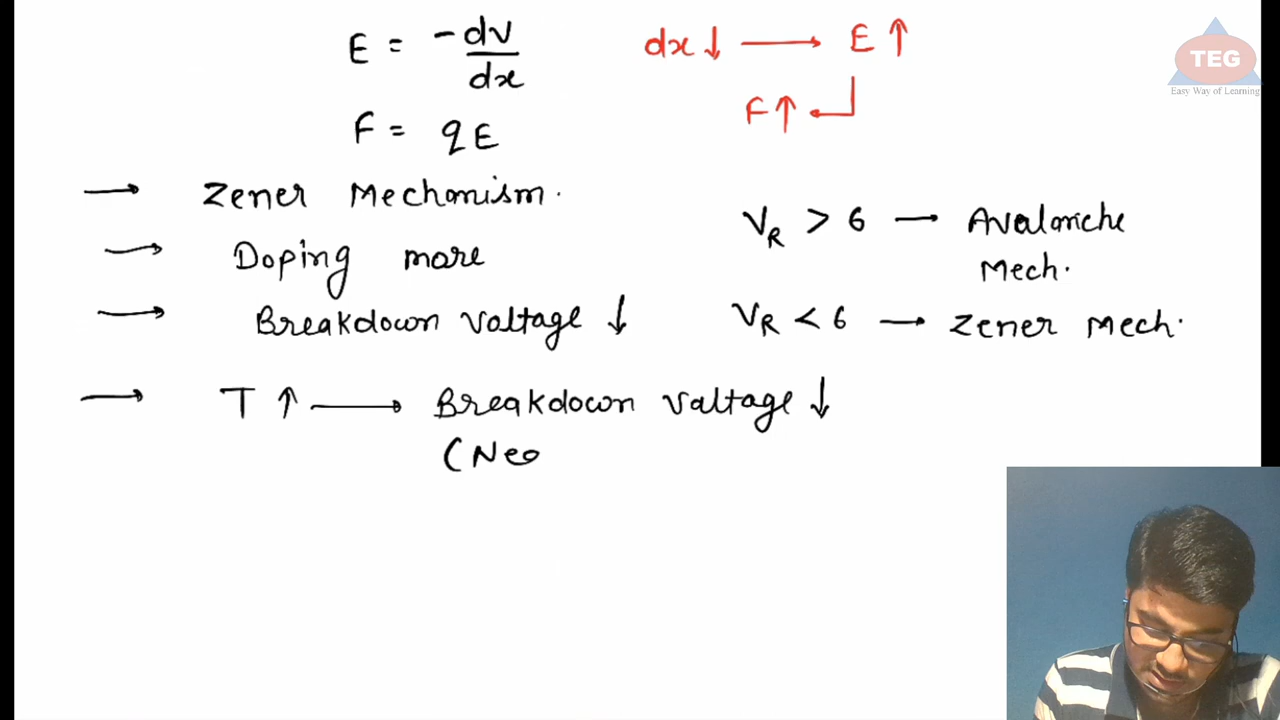 E = -dv/dx
dx ↓ → E ↑
F ↑
F = qE
→ Zener Mechanism.
→ Doping more
→ Breakdown Voltage ↓
VR > 6 → Avalanche
Mech.
VR < 6 → Zener Mech.
→ T ↑ → Breakdown Voltage ↓
(Neg
TEG
Easy Way of Learning